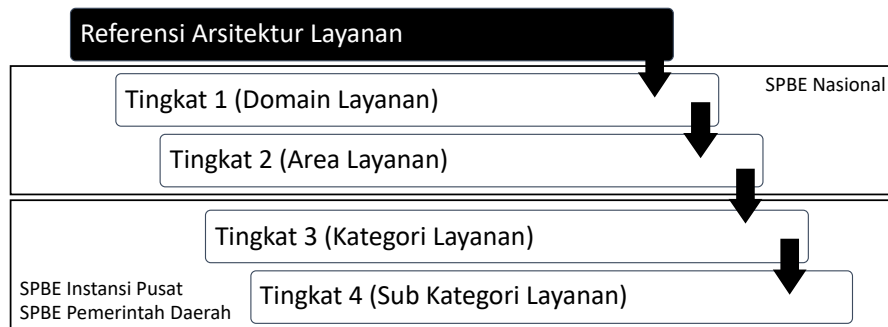 Referensi Arsitektur Layanan
SPBE Nasional
Tingkat 1 (Domain Layanan)
Tingkat 2 (Area Layanan)
Tingkat 3 (Kategori Layanan)
Tingkat 4 (Sub Kategori Layanan)
SPBE Instansi Pusat
SPBE Pemerintah Daerah